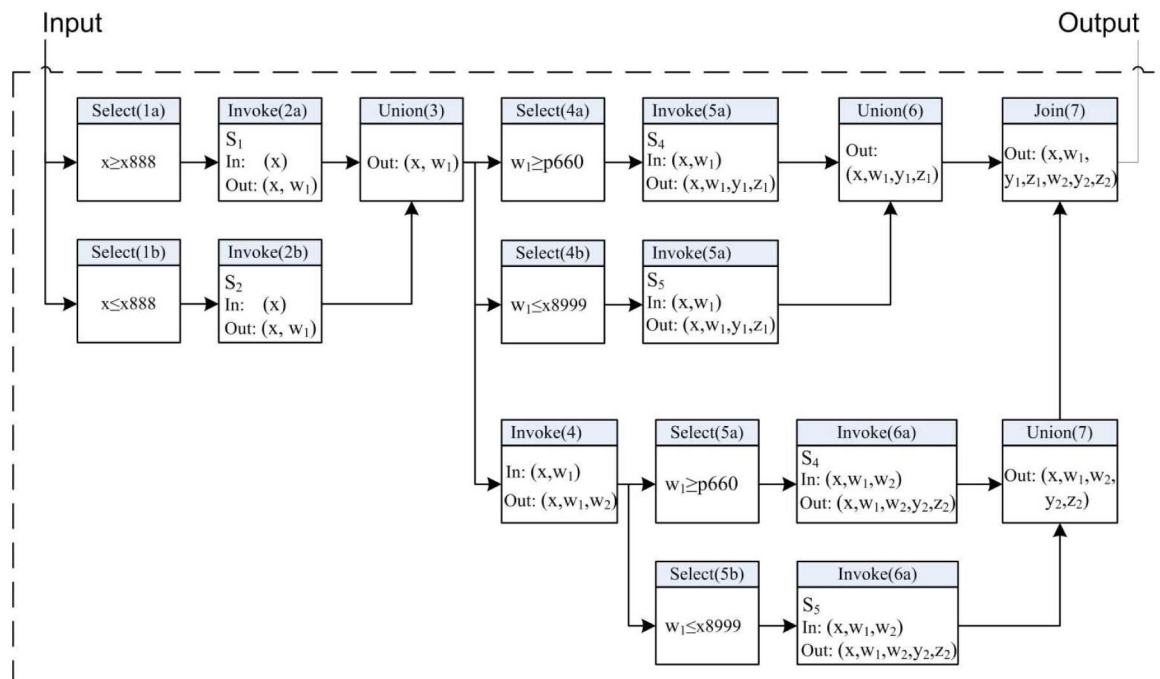 Input
Output
Select(1a)
x≥x888
Invoke(2a)
S₁
In: (x)
Out: (x, w₁)
Union(3)
Out: (x, w₁)
Select(4a)
w₁≥p660
Invoke(5a)
S₄
In: (x,w₁)
Out: (x,w₁,y₁,z₁)
Union(6)
Out:
(x,w₁,y₁,z₁)
Join(7)
Out: (x,w₁,
y₁,z₁,w₂,y₂,z₂)
Select(1b)
x≤x888
Invoke(2b)
S₂
In: (x)
Out: (x, w₁)
Select(4b)
w₁≤x8999
Invoke(5a)
S₅
In: (x,w₁)
Out: (x,w₁,y₁,z₁)
Invoke(4)
In: (x,w₁)
Out: (x,w₁,w₂)
Select(5a)
w₁≥p660
Invoke(6a)
S₄
In: (x,w₁,w₂)
Out: (x,w₁,w₂,y₂,z₂)
Union(7)
Out: (x,w₁,w₂,
y₂,z₂)
Select(5b)
w₁≤x8999
Invoke(6a)
S₅
In: (x,w₁,w₂)
Out: (x,w₁,w₂,y₂,z₂)